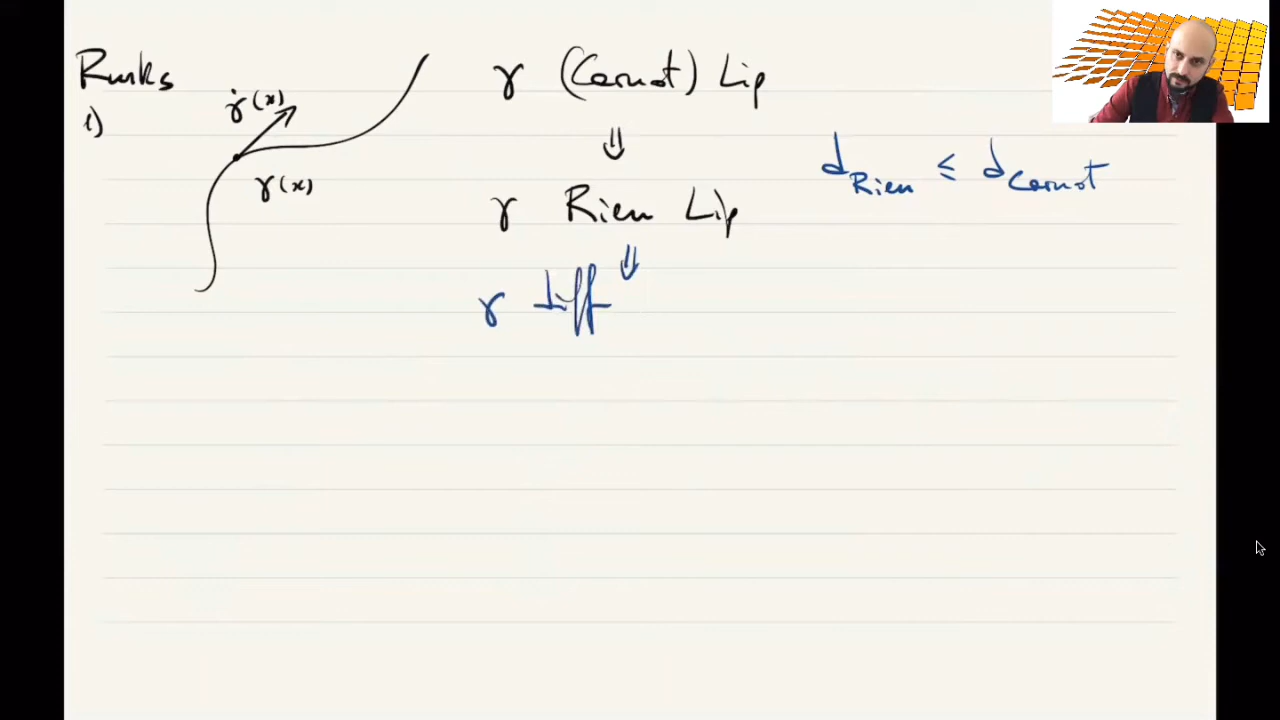 Rmks
1)
γ̇(x)
γ(x)
γ (Carnot) Lip
⇓
d_Riem ≤ d_Carnot
γ Riem Lip
⇓
γ diff